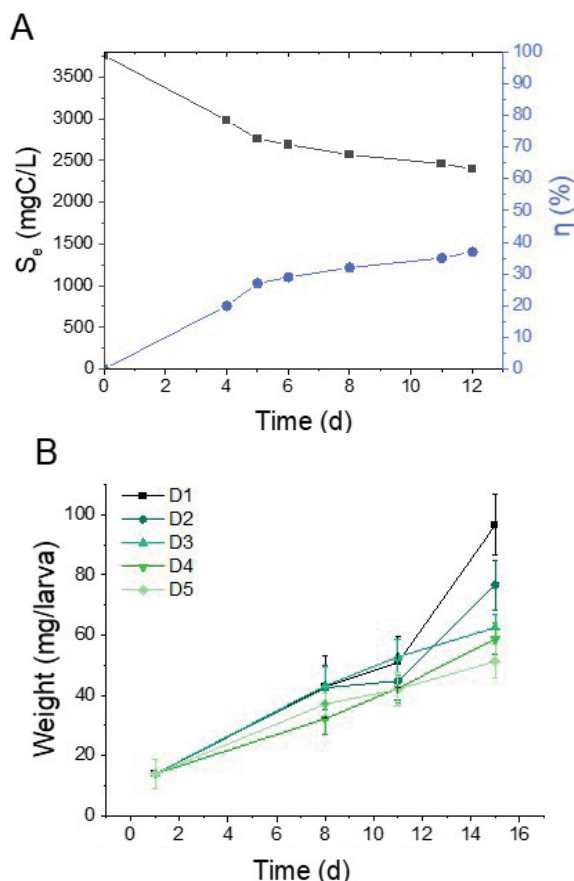 A
3500
3000
2500
2000
1500
1000
500
0
Sₑ (mgC/L)
100
90
80
70
60
50
40
30
20
10
0
η (%)
0 2 4 6 8 10 12
Time (d)
B
D1
D2
D3
D4
D5
100
80
60
40
20
0
Weight (mg/larva)
0 2 4 6 8 10 12 14 16
Time (d)